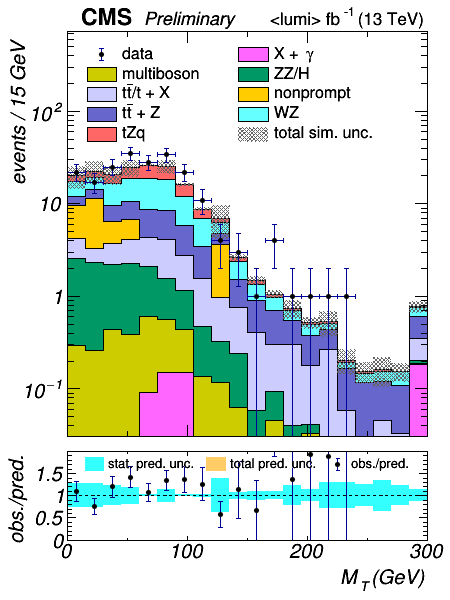 CMS Preliminary <lumi> fb⁻¹ (13 TeV)
events / 15 GeV
data
multiboson
tt̄/t + X
tt̄ + Z
tZq
X + γ
ZZ/H
nonprompt
WZ
total sim. unc.
10²
10
1
10⁻¹
obs./pred.
stat. pred. unc. total pred. unc. obs./pred.
1.5
1
0.5
0
0 100 200 300
M_T(GeV)